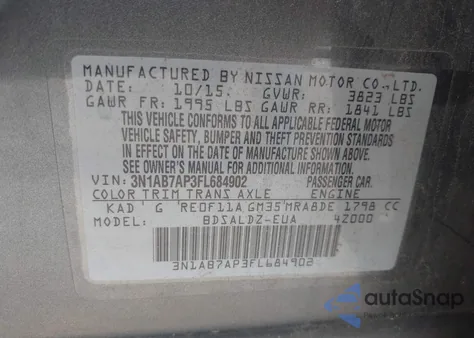 MANUFACTURED BY NISSAN MOTOR CO., LTD.
DATE: 10/15 GVWR: 3823 LBS
GAWR FR: 1995 LBS GAWR RR: 1841 LBS
THIS VEHICLE CONFORMS TO ALL APPLICABLE FEDERAL MOTOR
VEHICLE SAFETY, BUMPER, AND THEFT PREVENTION STANDARDS
IN EFFECT ON THE DATE OF MANUFACTURE SHOWN ABOVE.
SEE OWNER'S MANUAL FOR ADDITIONAL INFORMATION
VIN: 3N1AB7AP3FL684902 PASSENGER CAR
COLOR TRIM TRANS AXLE ENGINE
KAD G RE0F11A GM35 MRA8DE 1798 CC
MODEL: BDSALDZ-EUA 42000
3N1AB7AP3FL684902
autoSnap